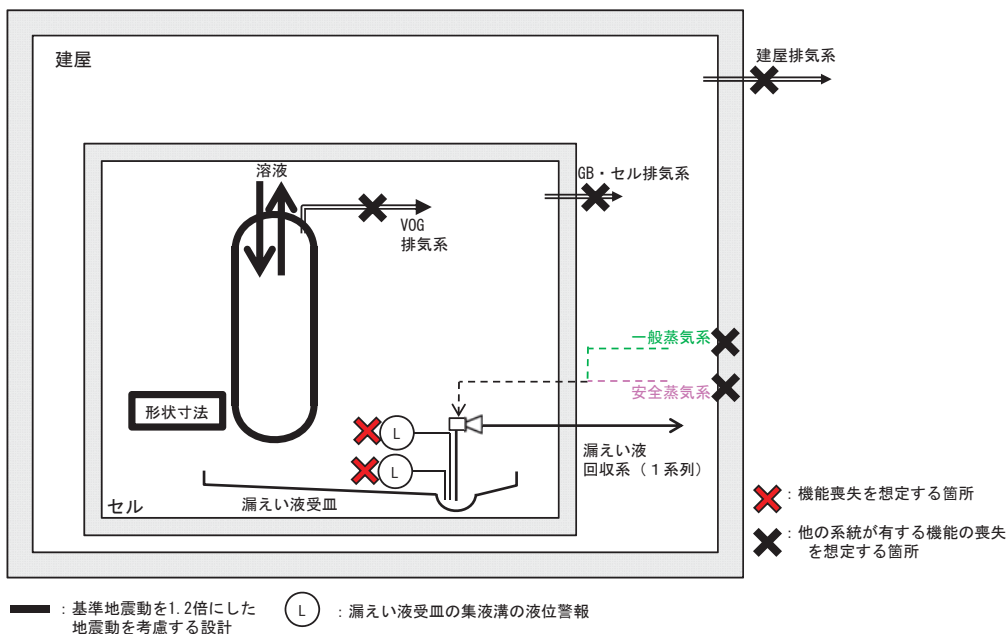 建屋
建屋排気系
溶液
GB・セル排気系
VOG
排気系
一般蒸気系
安全蒸気系
形状寸法
L
L
漏えい液
回収系（１系列）
漏えい液受皿
セル
：機能喪失を想定する箇所
：他の系統が有する機能の喪失
を想定する箇所
：基準地震動を1.2倍にした
地震動を考慮する設計
L
：漏えい液受皿の集液溝の液位警報